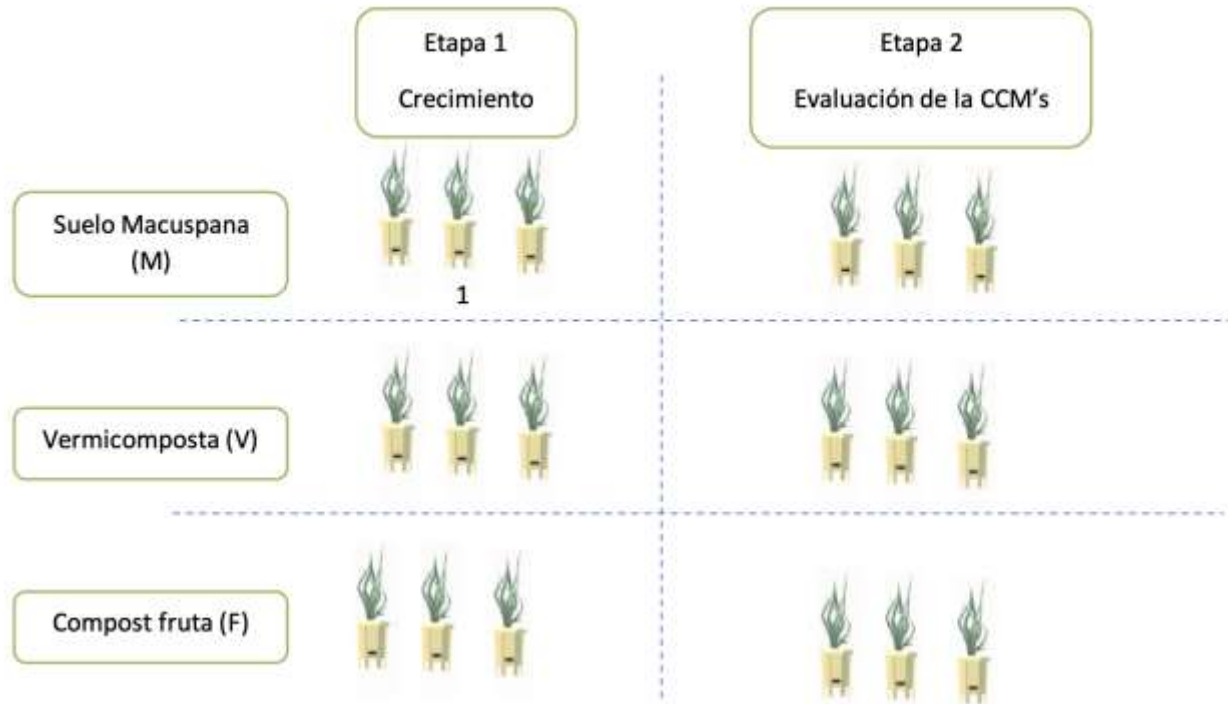 Etapa 1
Crecimiento
Etapa 2
Evaluación de la CCM’s
Suelo Macuspana
(M)
1
Vermicomposta (V)
Compost fruta (F)